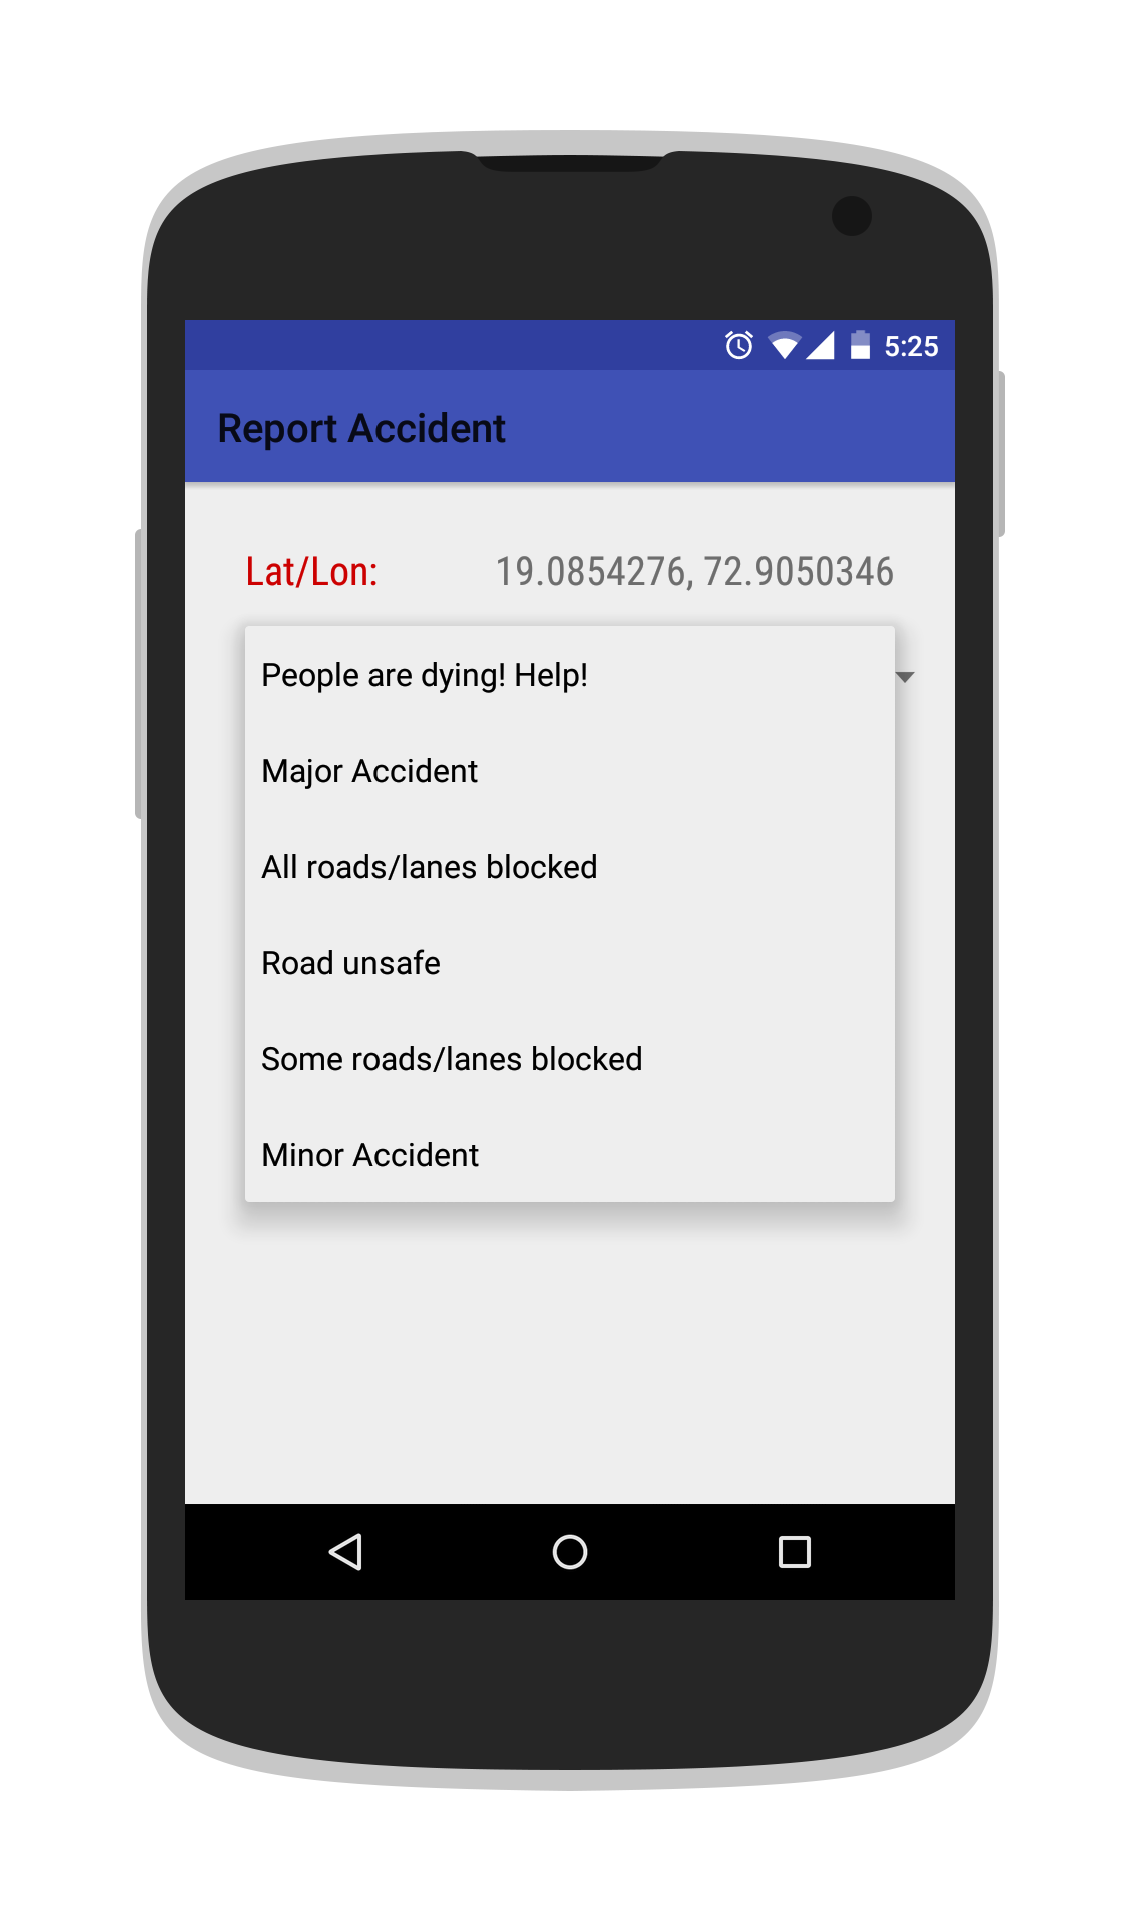 5:25
Report Accident
Lat/Lon: 19.0854276, 72.9050346
People are dying! Help!
Major Accident
All roads/lanes blocked
Road unsafe
Some roads/lanes blocked
Minor Accident